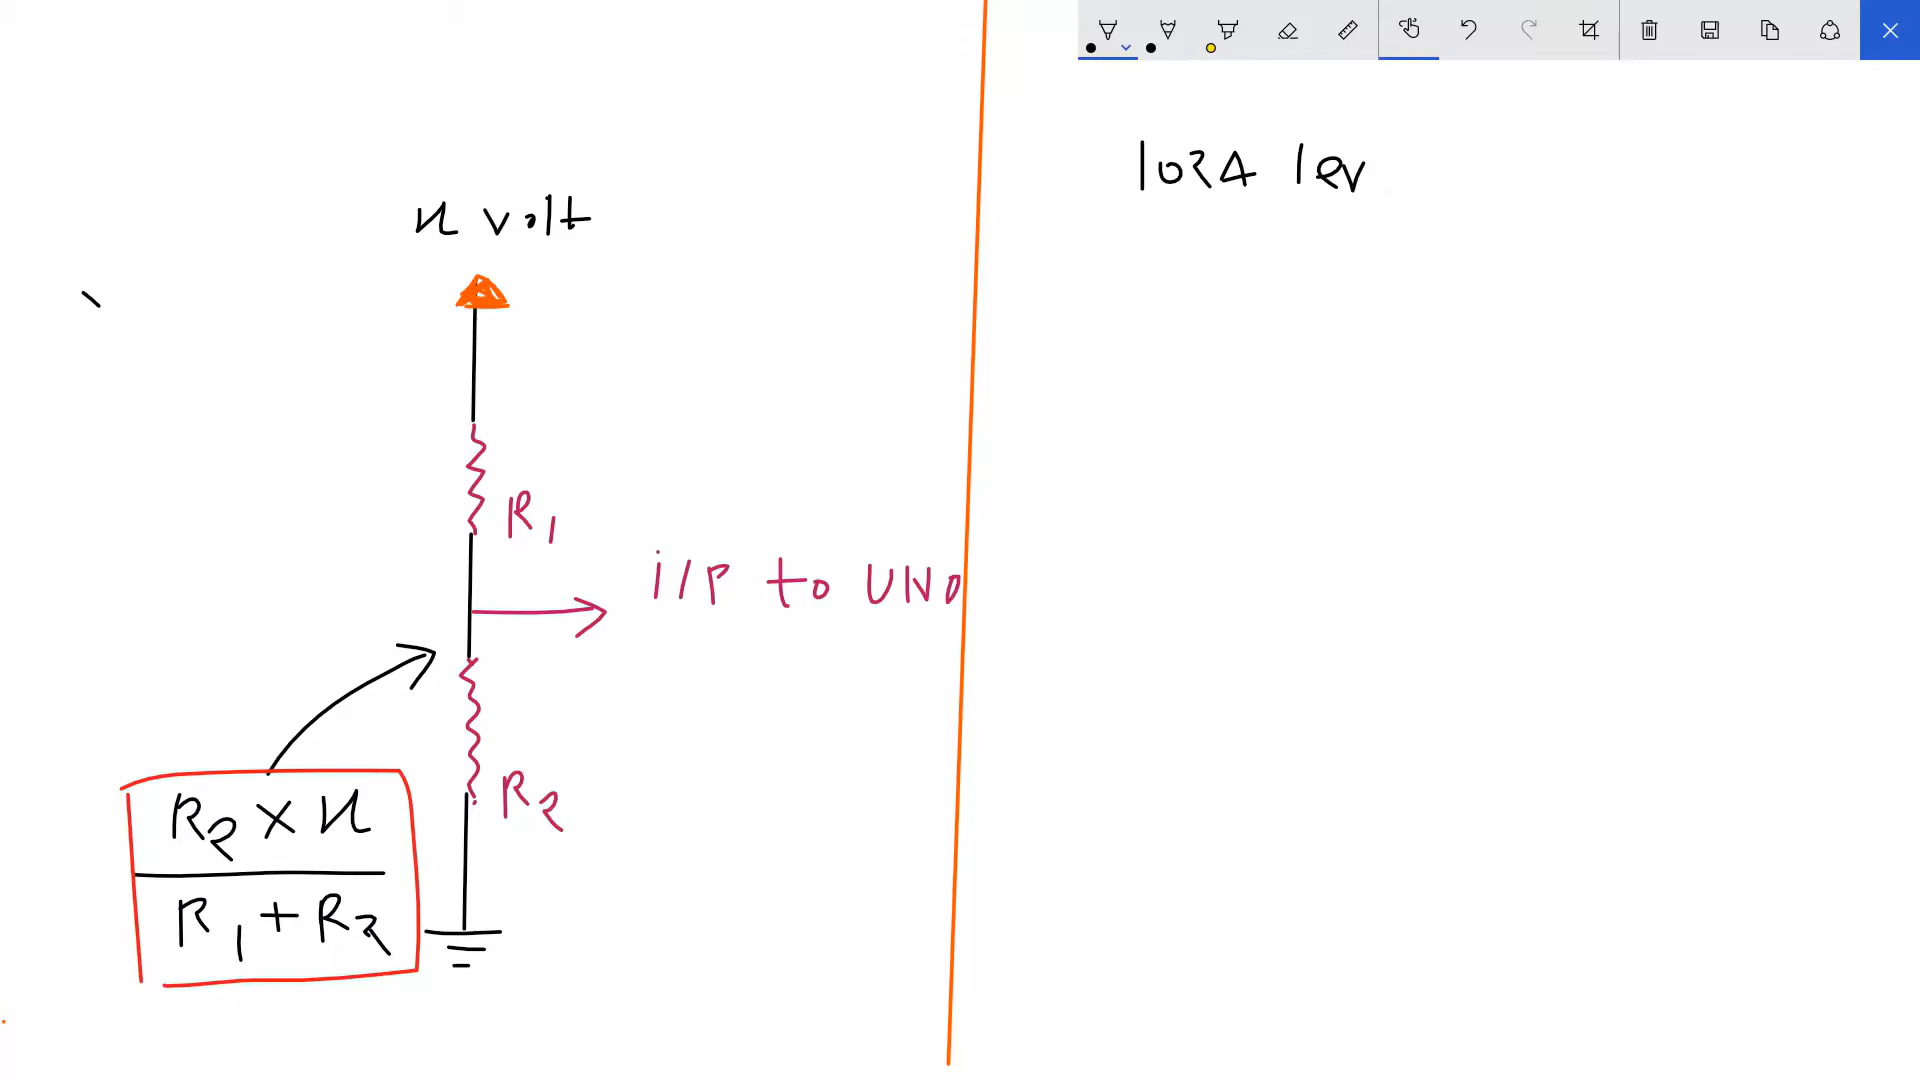 x volt
R1
i/p to UNO
R2
R2 × x
R1 + R2
1024 lev